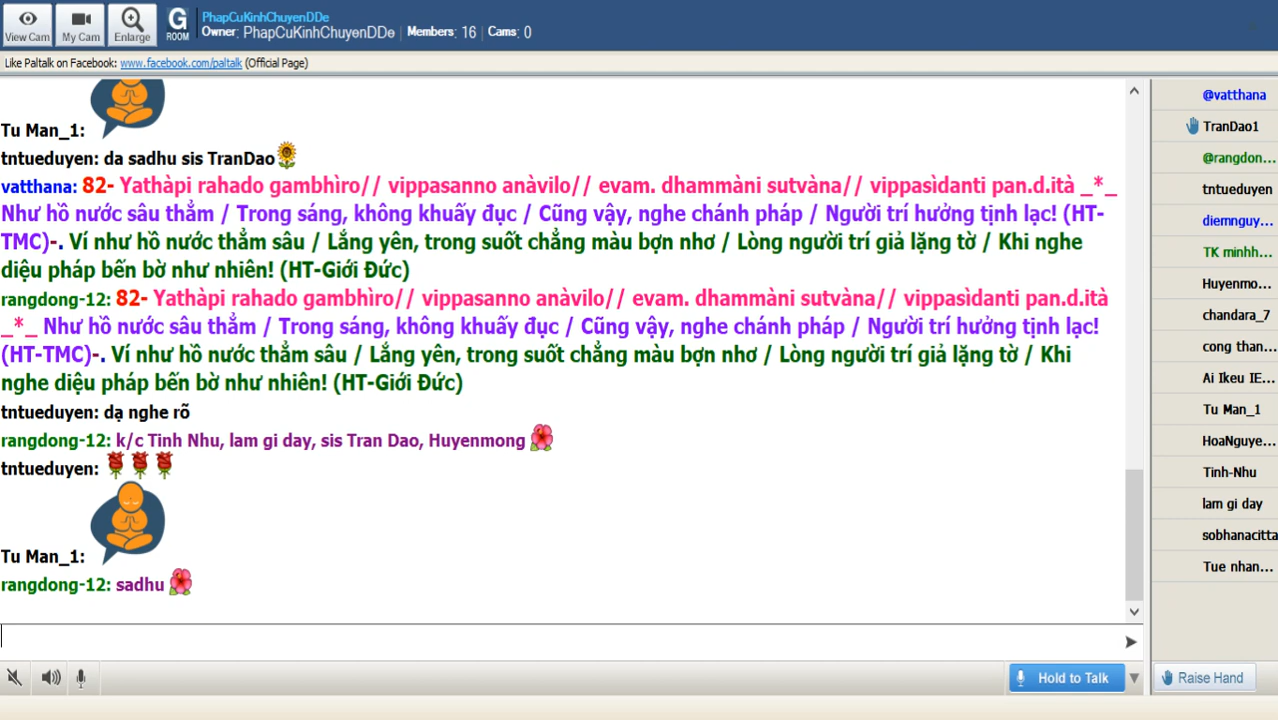 PhapCuKinhChuyenDDe
Owner: PhapCuKinhChuyenDDe Members: 16 Cams: 0
View Cam My Cam Enlarge G ROOM
Like Paltalk on Facebook: www.facebook.com/paltalk (Official Page)
Tu Man_1:
tntueduyen: da sadhu sis TranDao
vatthana: 82- Yathàpi rahado gambhìro// vippasanno anàvilo// evam. dhammàni sutvàna// vippasìdanti pan.d.ità _*_
Như hồ nước sâu thẳm / Trong sáng, không khuấy đục / Cũng vậy, nghe chánh pháp / Người trí hưởng tịnh lạc! (HT-
TMC)-. Ví như hồ nước thẳm sâu / Lắng yên, trong suốt chẳng màu bợn nhơ / Lòng người trí giả lặng tờ / Khi nghe
diệu pháp bến bờ như nhiên! (HT-Giới Đức)
rangdong-12: 82- Yathàpi rahado gambhìro// vippasanno anàvilo// evam. dhammàni sutvàna// vippasìdanti pan.d.ità
_*_ Như hồ nước sâu thẳm / Trong sáng, không khuấy đục / Cũng vậy, nghe chánh pháp / Người trí hưởng tịnh lạc!
(HT-TMC)-. Ví như hồ nước thẳm sâu / Lắng yên, trong suốt chẳng màu bợn nhơ / Lòng người trí giả lặng tờ / Khi
nghe diệu pháp bến bờ như nhiên! (HT-Giới Đức)
tntueduyen: dạ nghe rõ
rangdong-12: k/c Tinh Nhu, lam gi day, sis Tran Dao, Huyenmong
tntueduyen:
Tu Man_1:
rangdong-12: sadhu
@vatthana
TranDao1
@rangdon...
tntueduyen
diemnguy...
TK minhh...
Huyenmo...
chandara_7
cong than...
Ai Ikeu IE...
Tu Man_1
HoaNguye...
Tinh-Nhu
lam gi day
sobhanacitta
Tue nhan...
Hold to Talk
Raise Hand